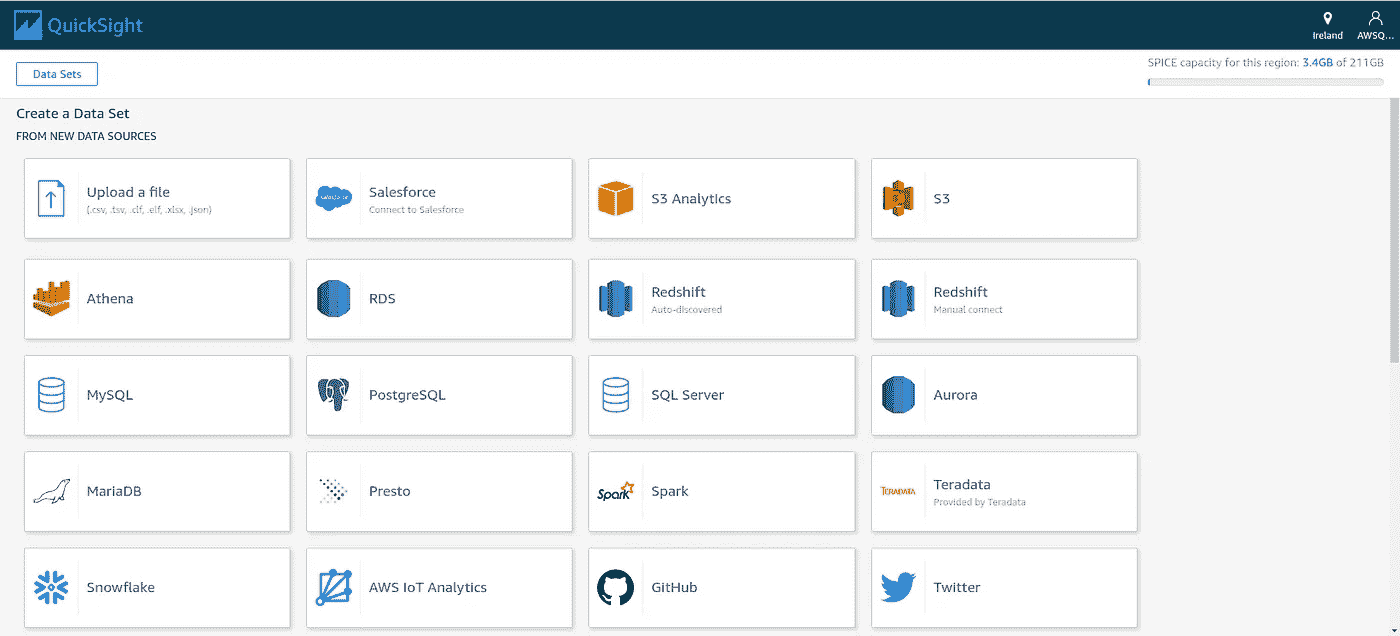 QuickSight
Ireland
AWSQ...
Data Sets
SPICE capacity for this region: 3.4GB of 211GB
Create a Data Set
FROM NEW DATA SOURCES
Upload a file
(.csv, .tsv, .clf, .elf, .xlsx, .json)
Salesforce
Connect to Salesforce
S3 Analytics
S3
Athena
RDS
Redshift
Auto-discovered
Redshift
Manual connect
MySQL
PostgreSQL
SQL Server
Aurora
MariaDB
Presto
Spark
Spark
TERADATA
Teradata
Provided by Teradata
Snowflake
AWS IoT Analytics
GitHub
Twitter